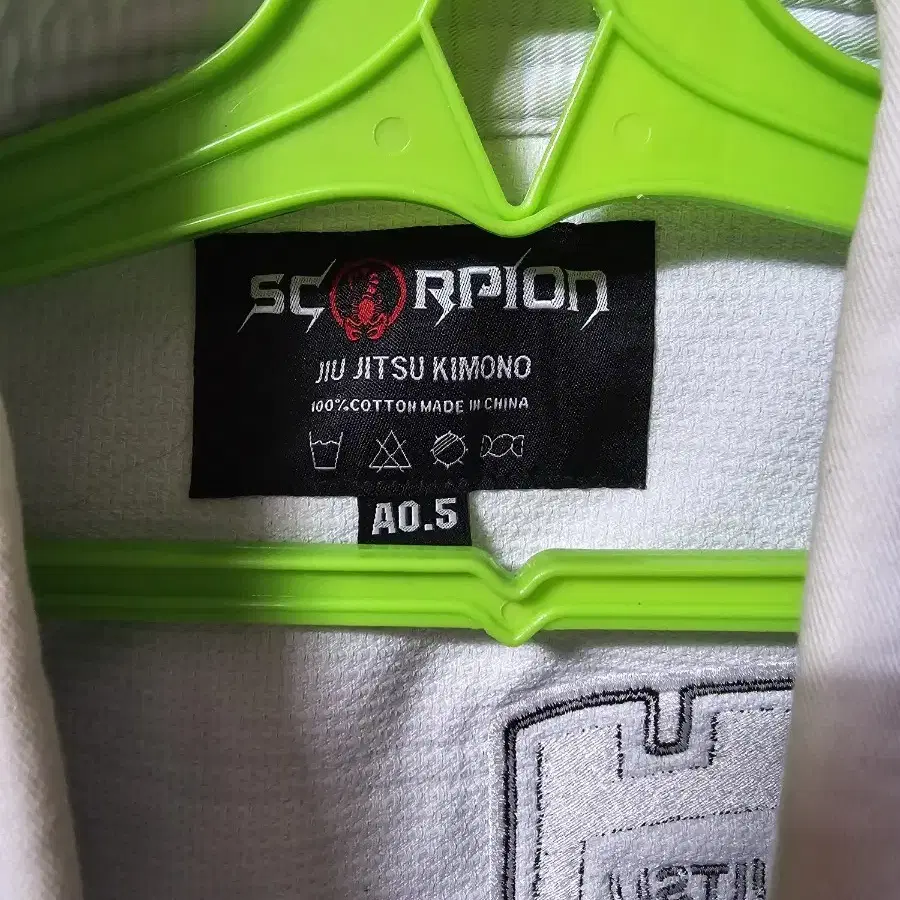 SCORPION
JIU JITSU KIMONO
100%COTTON MADE IN CHINA
A0.5